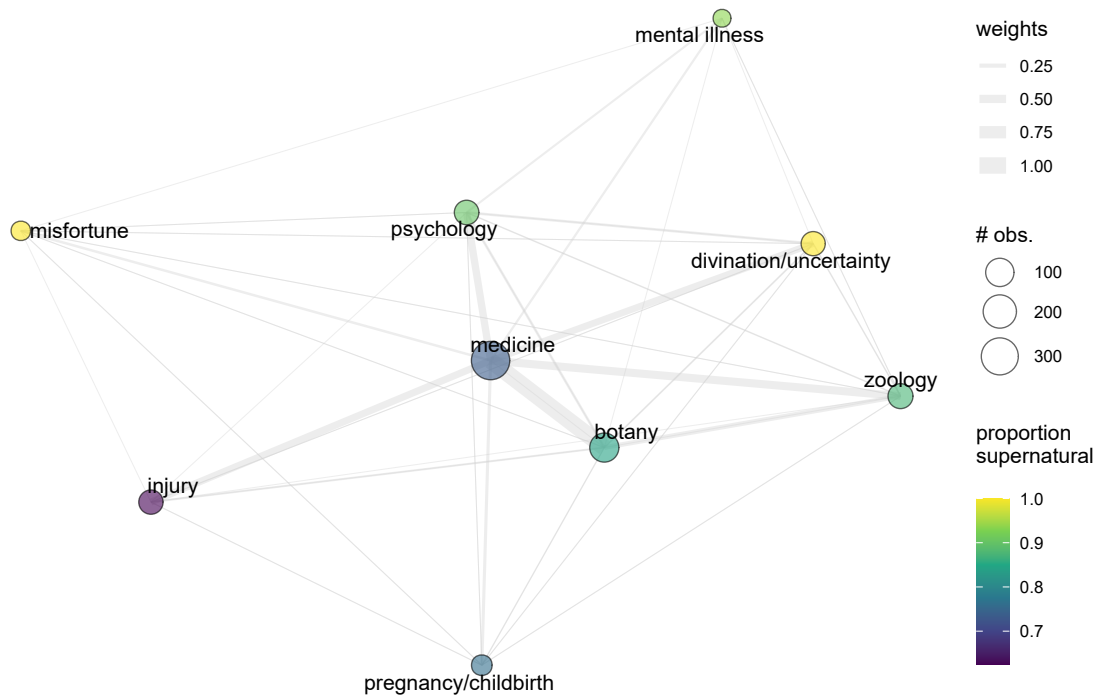 mental illness
misfortune
psychology
divination/uncertainty
medicine
zoology
botany
injury
pregnancy/childbirth
weights
0.25
0.50
0.75
1.00
# obs.
100
200
300
proportion
supernatural
1.0
0.9
0.8
0.7